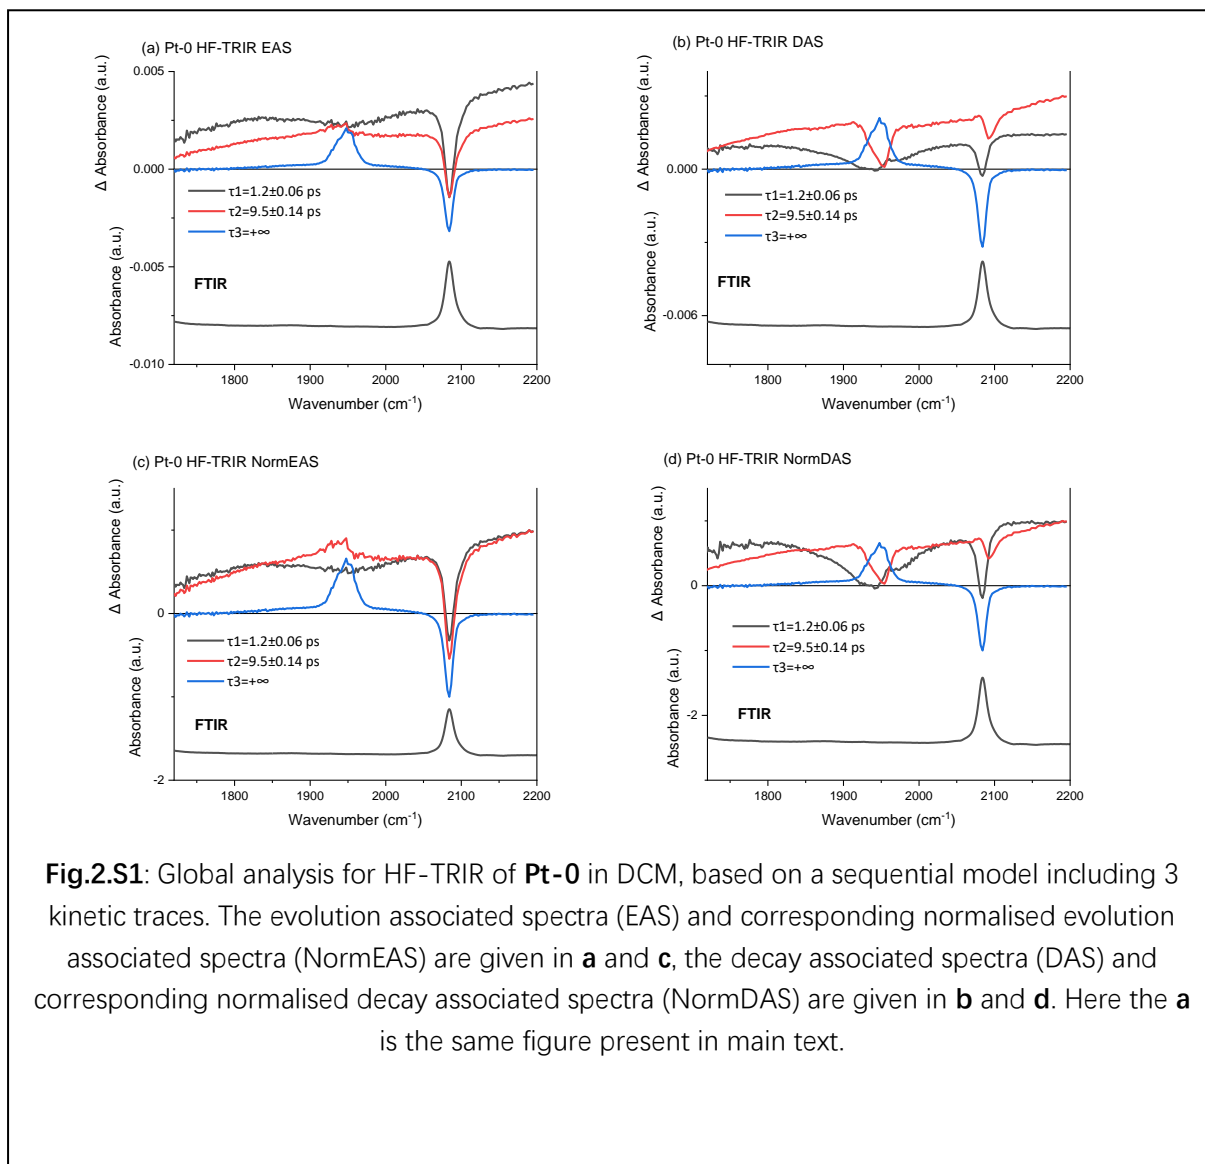 (a) Pt-0 HF-TRIR EAS
0.005
0.000
-0.005
-0.010
Δ Absorbance (a.u.)
Absorbance (a.u.)
τ1=1.2±0.06 ps
τ2=9.5±0.14 ps
τ3=+∞
FTIR
1800 1900 2000 2100 2200
Wavenumber (cm⁻¹)
(b) Pt-0 HF-TRIR DAS
0.000
-0.006
Δ Absorbance (a.u.)
Absorbance (a.u.)
τ1=1.2±0.06 ps
τ2=9.5±0.14 ps
τ3=+∞
FTIR
1800 1900 2000 2100 2200
Wavenumber (cm⁻¹)
(c) Pt-0 HF-TRIR NormEAS
0
-2
Δ Absorbance (a.u.)
Absorbance (a.u.)
τ1=1.2±0.06 ps
τ2=9.5±0.14 ps
τ3=+∞
FTIR
1800 1900 2000 2100 2200
Wavenumber (cm⁻¹)
(d) Pt-0 HF-TRIR NormDAS
0
-2
Δ Absorbance (a.u.)
Absorbance (a.u.)
τ1=1.2±0.06 ps
τ2=9.5±0.14 ps
τ3=+∞
FTIR
1800 1900 2000 2100 2200
Wavenumber (cm⁻¹)
Fig.2.S1: Global analysis for HF-TRIR of Pt-0 in DCM, based on a sequential model including 3
kinetic traces. The evolution associated spectra (EAS) and corresponding normalised evolution
associated spectra (NormEAS) are given in a and c, the decay associated spectra (DAS) and
corresponding normalised decay associated spectra (NormDAS) are given in b and d. Here the a
is the same figure present in main text.